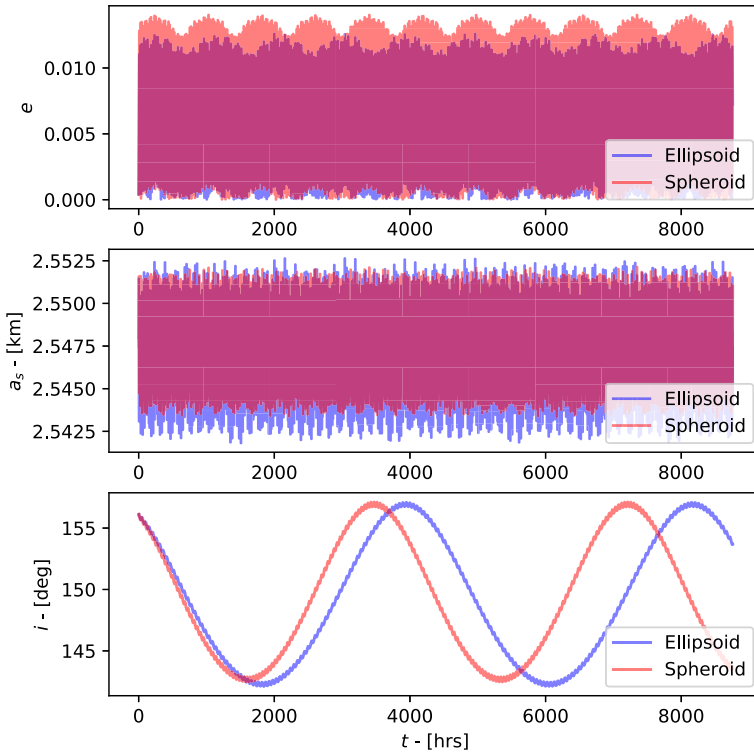 0.010
0.005
0.000
e
Ellipsoid
Spheroid
0 2000 4000 6000 8000
2.5525
2.5500
2.5475
2.5450
2.5425
a_s - [km]
Ellipsoid
Spheroid
0 2000 4000 6000 8000
155
150
145
i - [deg]
Ellipsoid
Spheroid
0 2000 4000 6000 8000
t - [hrs]